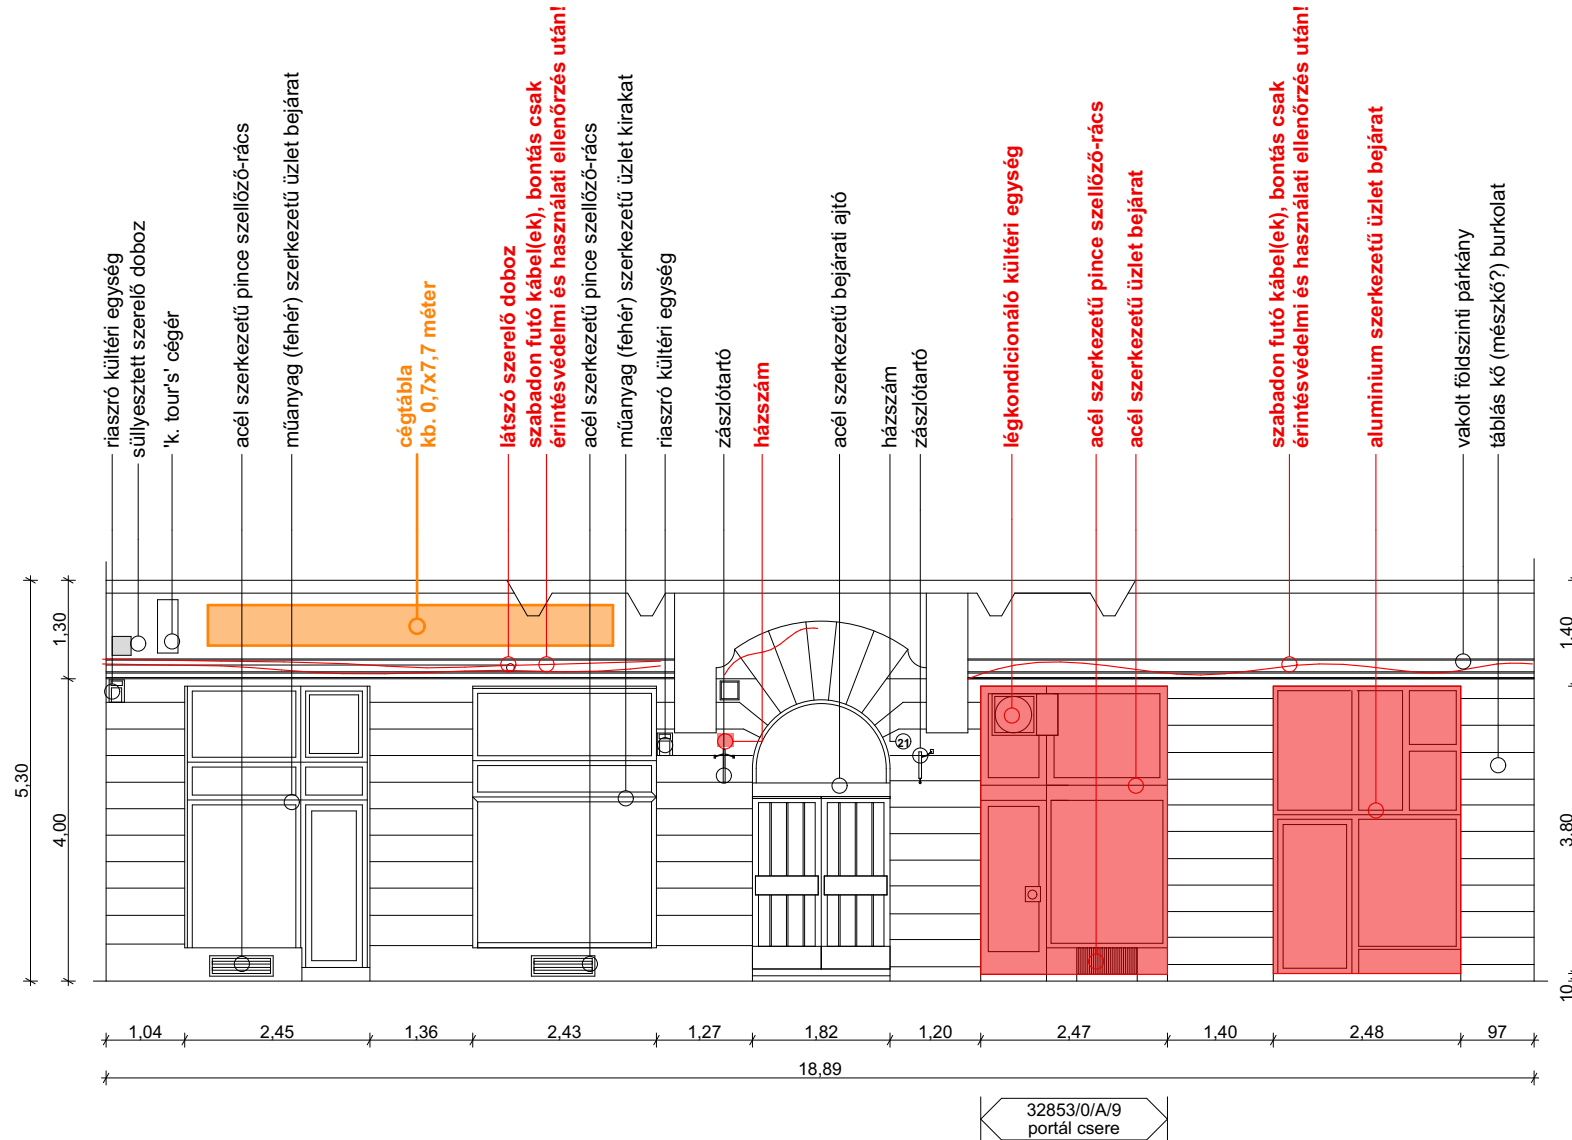 riaszró kültéri egység
süllyesztett szerelő doboz
'k. tour's' cégér
acél szerkezetű pince szellőző-rács
műanyag (fehér) szerkezetű üzlet bejárat
cégtábla
kb. 0,7x7,7 méter
látszó szerelő doboz
szabadon futó kábel(ek), bontás csak
érintésvédelmi és használati ellenőrzés után!
acél szerkezetű pince szellőző-rács
műanyag (fehér) szerkezetű üzlet kirakat
riaszró kültéri egység
zászlótartó
házszám
acél szerkezetű bejárati ajtó
házszám
zászlótartó
légkondicionáló kültéri egység
acél szerkezetű pince szellőző-rács
acél szerkezetű üzlet bejárat
szabadon futó kábel(ek), bontás csak
érintésvédelmi és használati ellenőrzés után!
aluminium szerkezetű üzlet bejárat
vakolt földszinti párkány
táblás kő (mészkő?) burkolat
5,30
1,30
4,00
21
1,40
3,80
10
1,04
2,45
1,36
2,43
1,27
1,82
1,20
2,47
1,40
2,48
97
18,89
32853/0/A/9
portál csere